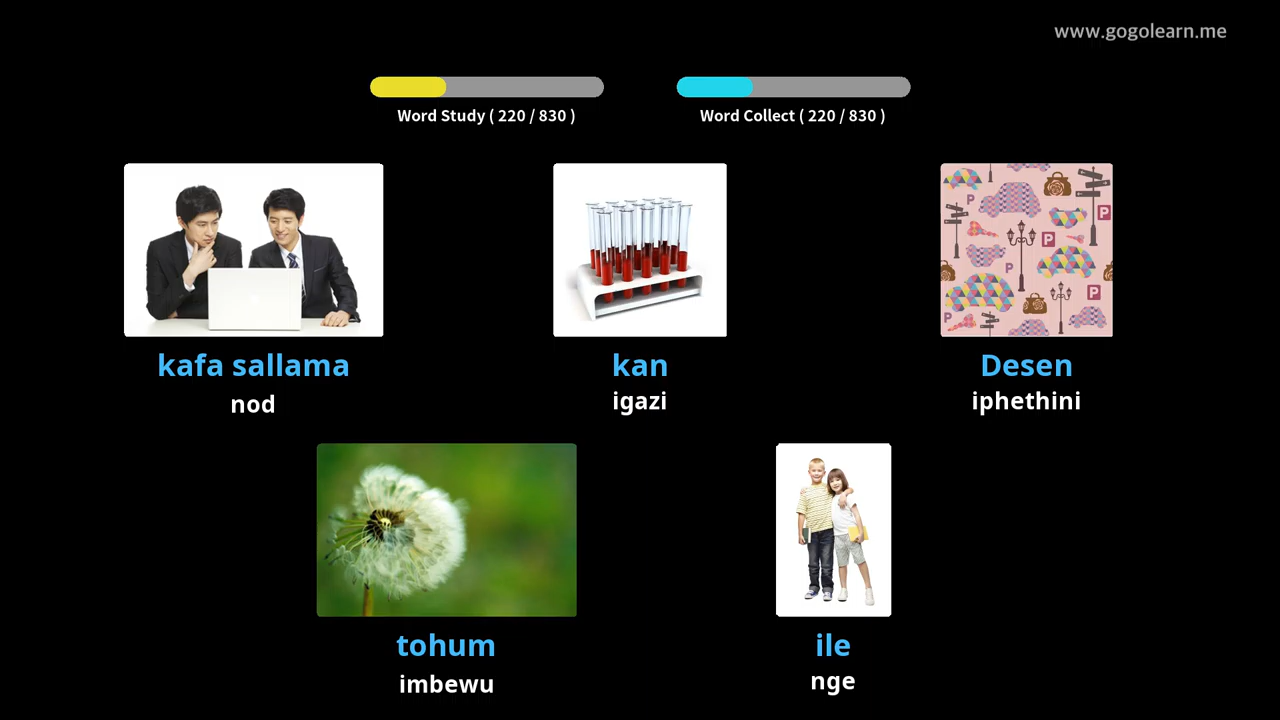 www.gogolearn.me
Word Study ( 220 / 830 )
Word Collect ( 220 / 830 )
kafa sallama
nod
kan
igazi
Desen
iphethini
P
P
P
P
P
P
tohum
imbewu
ile
nge